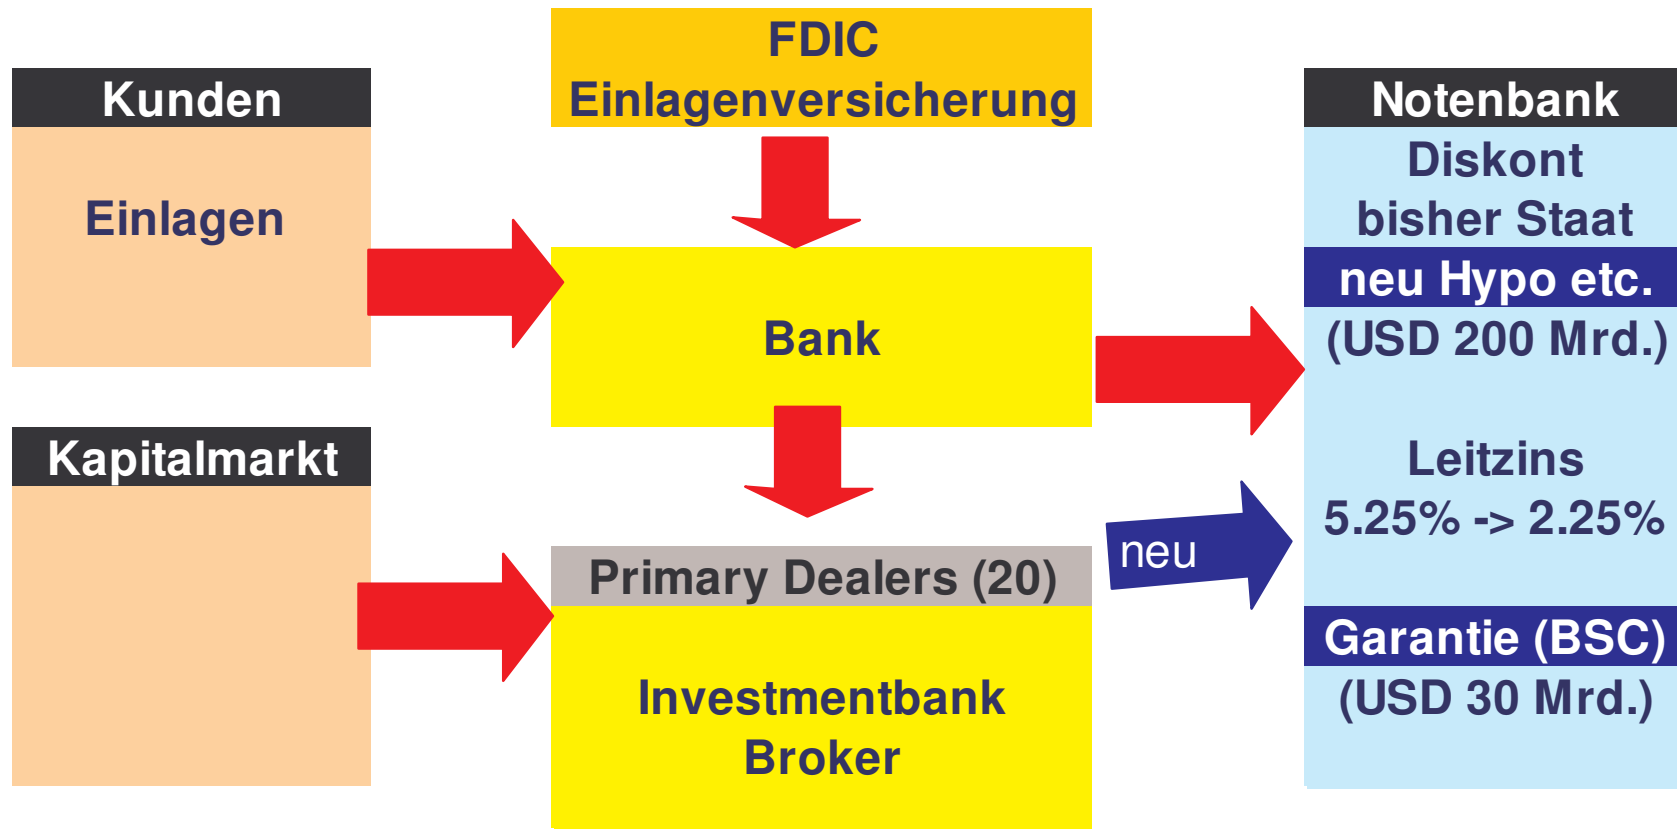 Kunden
Einlagen
Kapitalmarkt
FDIC
Einlagenversicherung
Bank
Primary Dealers (20)
Investmentbank
Broker
neu
Notenbank
Diskont
bisher Staat
neu Hypo etc.
(USD 200 Mrd.)
Leitzins
5.25% -> 2.25%
Garantie (BSC)
(USD 30 Mrd.)